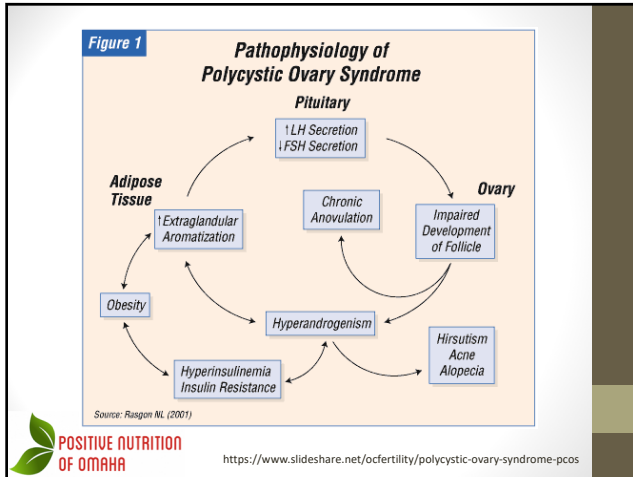 Figure 1
Pathophysiology of
Polycystic Ovary Syndrome
Pituitary
↑LH Secretion
↓FSH Secretion
Adipose
Tissue
Ovary
↑Extraglandular
Aromatization
Chronic
Anovulation
Impaired
Development
of Follicle
Obesity
Hyperandrogenism
Hirsutism
Acne
Alopecia
Hyperinsulinemia
Insulin Resistance
Source: Rasgon NL (2001)
POSITIVE NUTRITION
OF OMAHA
https://www.slideshare.net/ocfertility/polycystic-ovary-syndrome-pcos